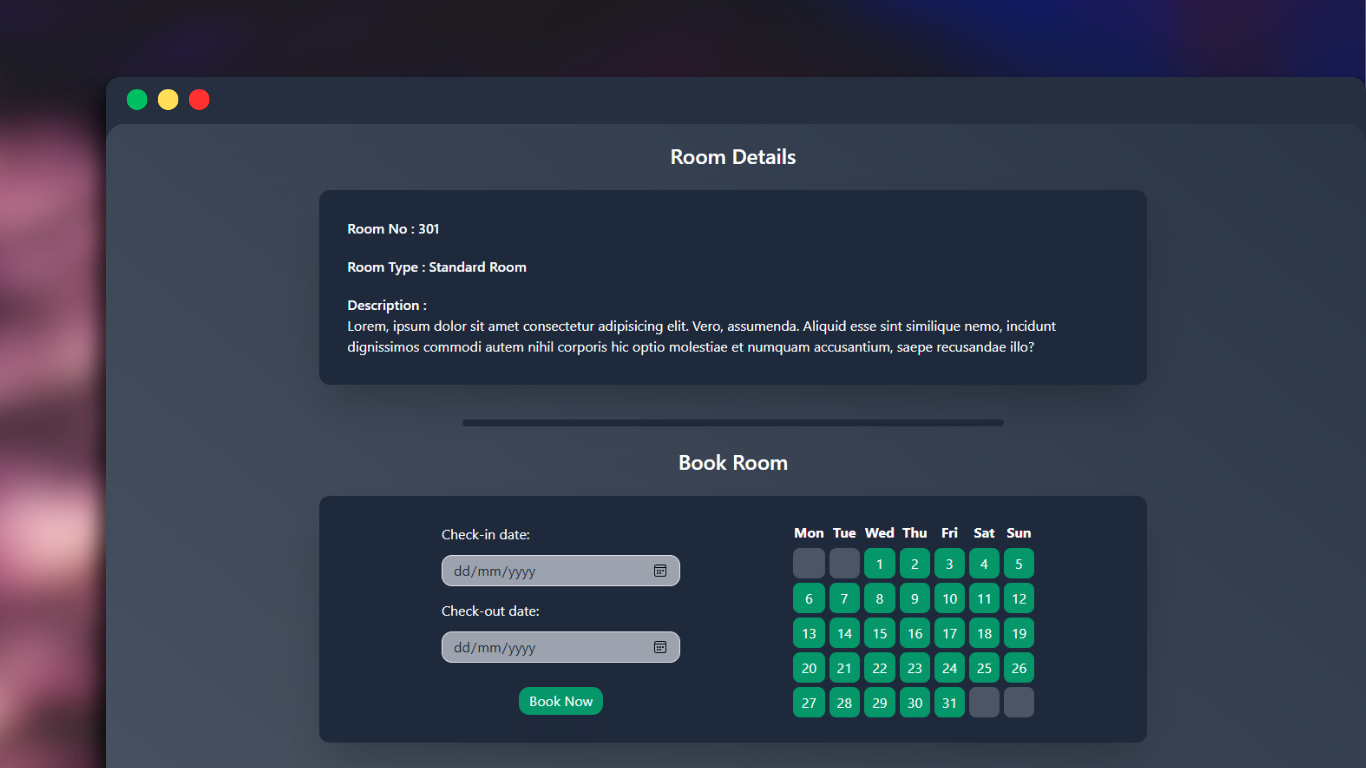 Room Details
Room No : 301
Room Type : Standard Room
Description :
Lorem, ipsum dolor sit amet consectetur adipisicing elit. Vero, assumenda. Aliquid esse sint similique nemo, incidunt
dignissimos commodi autem nihil corporis hic optio molestiae et numquam accusantium, saepe recusandae illo?
Book Room
Check-in date:
dd/mm/yyyy
Check-out date:
dd/mm/yyyy
Book Now
Mon Tue Wed Thu Fri Sat Sun
1 2 3 4 5
6 7 8 9 10 11 12
13 14 15 16 17 18 19
20 21 22 23 24 25 26
27 28 29 30 31